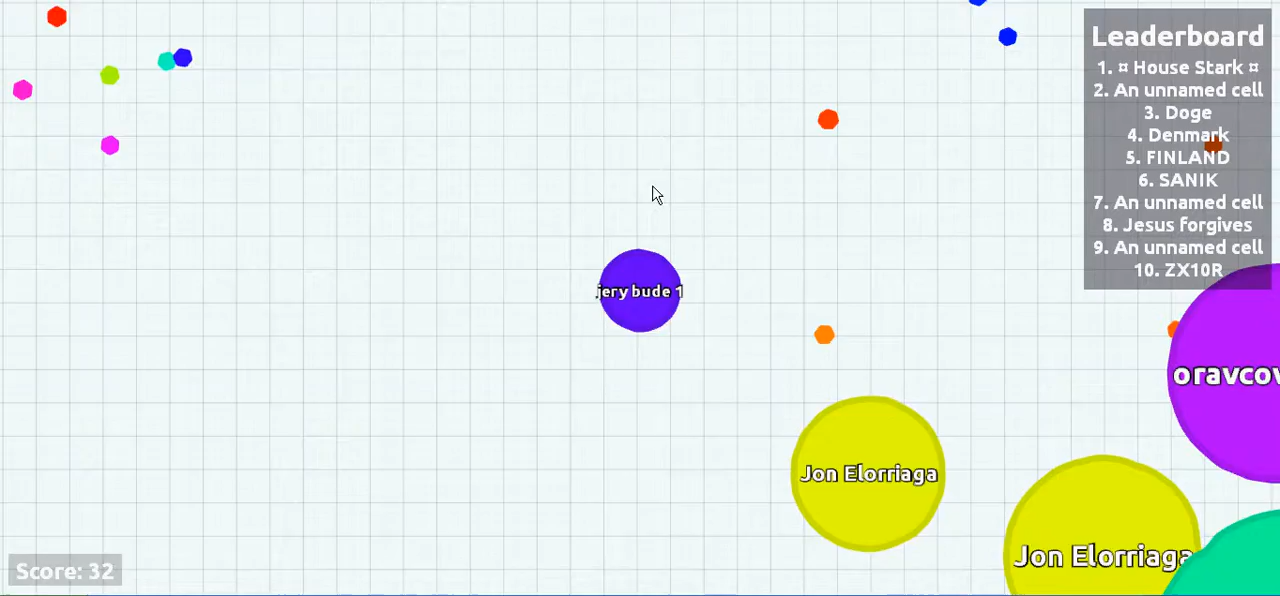 Leaderboard
1. ¤ House Stark ¤
2. An unnamed cell
3. Doge
4. Denmark
5. FINLAND
6. SANIK
7. An unnamed cell
8. Jesus forgives
9. An unnamed cell
10. ZX10R
jery bude 1
oravcov
Jon Elorriaga
Jon Elorriaga
Score: 32